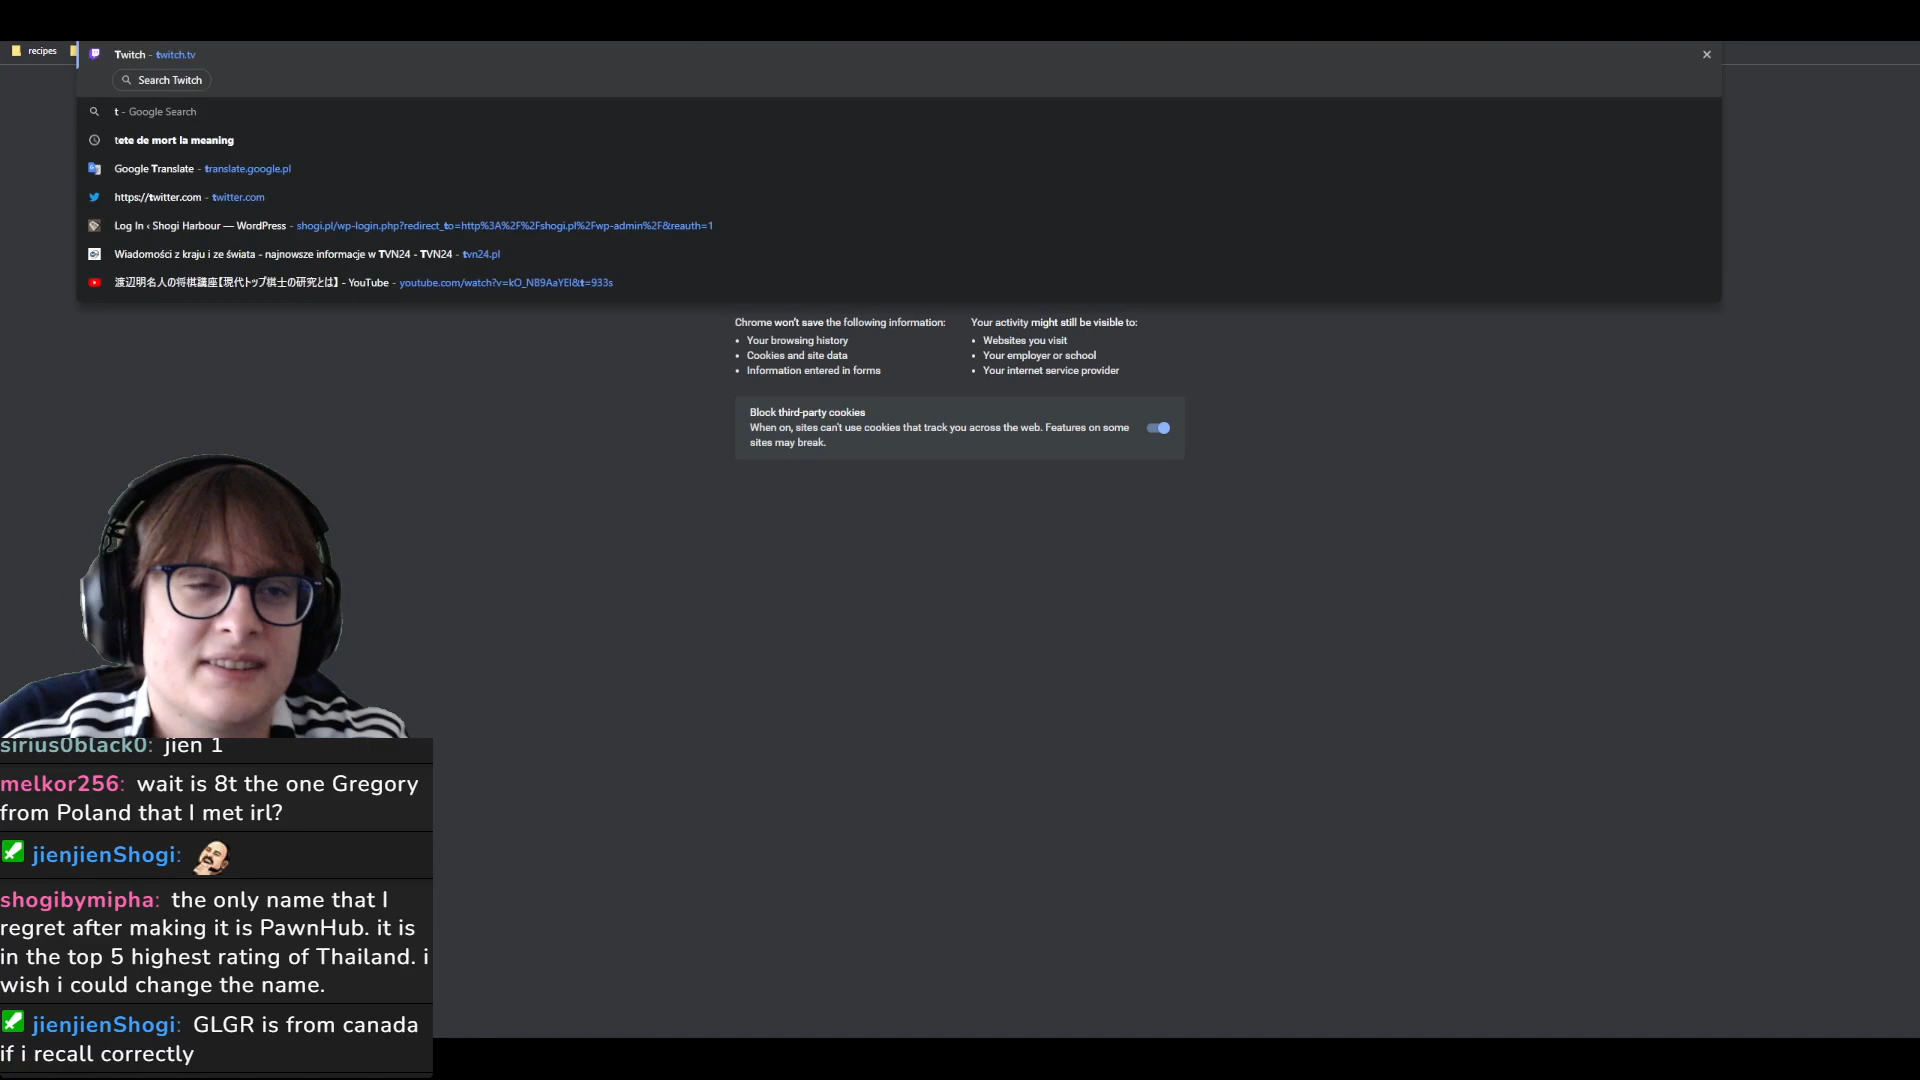 recipes
Twitch - twitch.tv
Search Twitch
t - Google Search
tete de mort la meaning
Google Translate - translate.google.pl
https://twitter.com - twitter.com
Log In ‹ Shogi Harbour — WordPress - shogi.pl/wp-login.php?redirect_to=http%3A%2F%2Fshogi.pl%2Fwp-admin%2F&reauth=1
Wiadomości z kraju i ze świata - najnowsze informacje w TVN24 - TVN24 - tvn24.pl
渡辺明名人の将棋講座【現代トップ棋士の研究とは】 - YouTube - youtube.com/watch?v=kO_NB9AaYEI&t=933s
Chrome won't save the following information:
Your browsing history
Cookies and site data
Information entered in forms
Your activity might still be visible to:
Websites you visit
Your employer or school
Your internet service provider
Block third-party cookies
When on, sites can't use cookies that track you across the web. Features on some
sites may break.
sirius0black0: jien 1
melkor256: wait is 8t the one Gregory
from Poland that I met irl?
jienjienShogi:
shogibymipha: the only name that I
regret after making it is PawnHub. it is
in the top 5 highest rating of Thailand. i
wish i could change the name.
jienjienShogi: GLGR is from canada
if i recall correctly